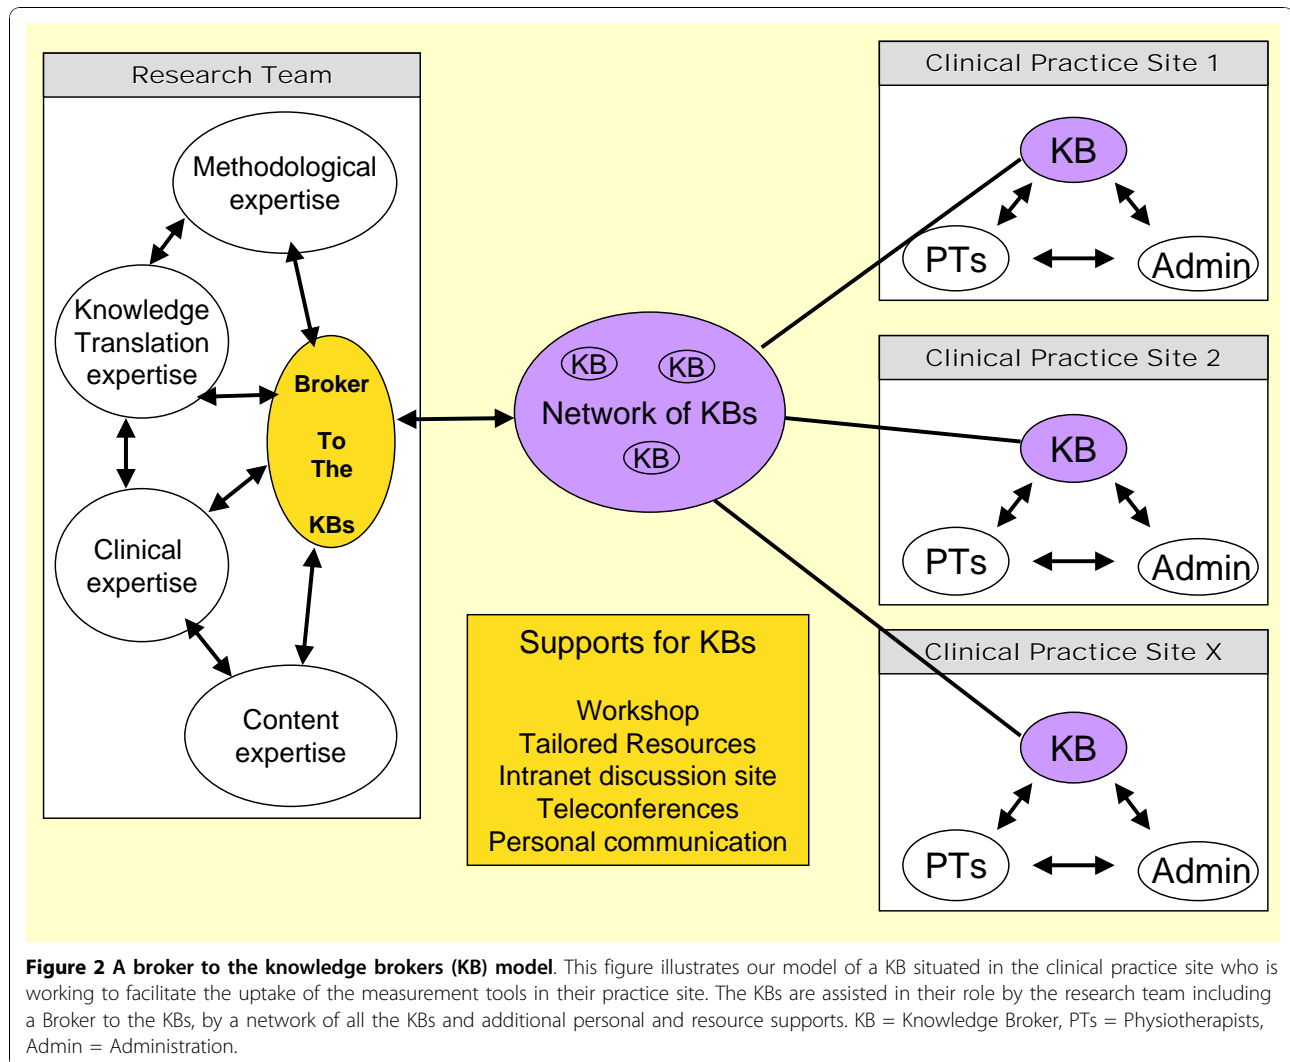 Research Team
Methodological
expertise
Knowledge
Translation
expertise
Broker
To
The
KBs
Clinical
expertise
Content
expertise
KB
KB
Network of KBs
KB
Supports for KBs
Workshop
Tailored Resources
Intranet discussion site
Teleconferences
Personal communication
Clinical Practice Site 1
KB
PTs
Admin
Clinical Practice Site 2
KB
PTs
Admin
Clinical Practice Site X
KB
PTs
Admin
Figure 2 A broker to the knowledge brokers (KB) model. This figure illustrates our model of a KB situated in the clinical practice site who is
working to facilitate the uptake of the measurement tools in their practice site. The KBs are assisted in their role by the research team including
a Broker to the KBs, by a network of all the KBs and additional personal and resource supports. KB = Knowledge Broker, PTs = Physiotherapists,
Admin = Administration.